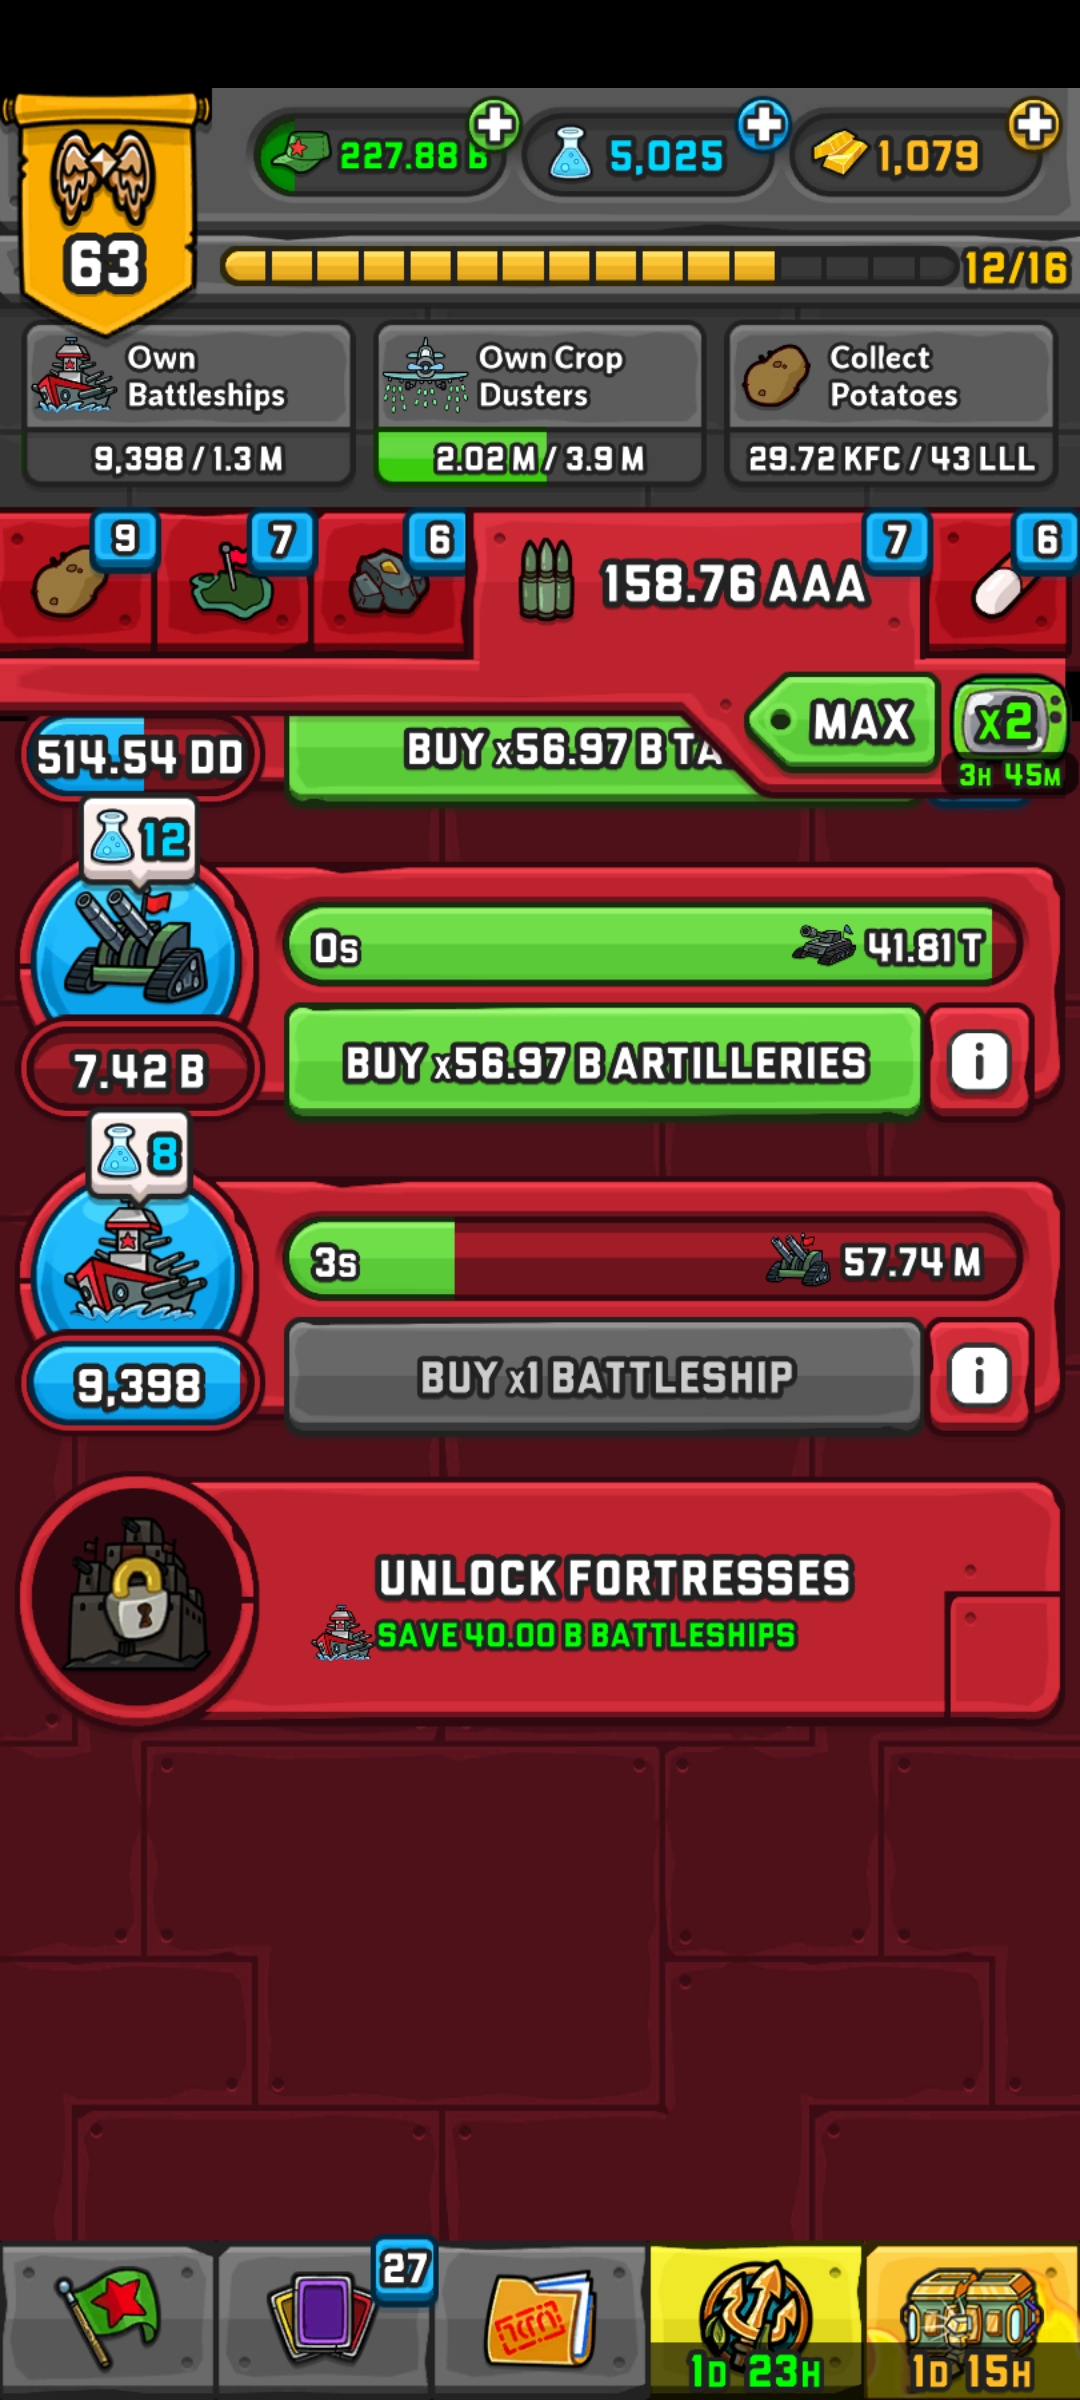 227.88 B
5,025
1,079
63
12/16
Own
Battleships
9,398 / 1.3 M
Own Crop
Dusters
2.02 M / 3.9 M
Collect
Potatoes
29.72 KFC / 43 LLL
9
7
6
158.76 AAA
7
6
MAX
x2
3H 45M
514.54 DD
BUY x56.97 B TA
12
0s
41.81 T
7.42 B
BUY x56.97 B ARTILLERIES
i
8
3s
57.74 M
9,398
BUY x1 BATTLESHIP
i
UNLOCK FORTRESSES
SAVE 40.00 B BATTLESHIPS
27
1D 23H
1D 15H